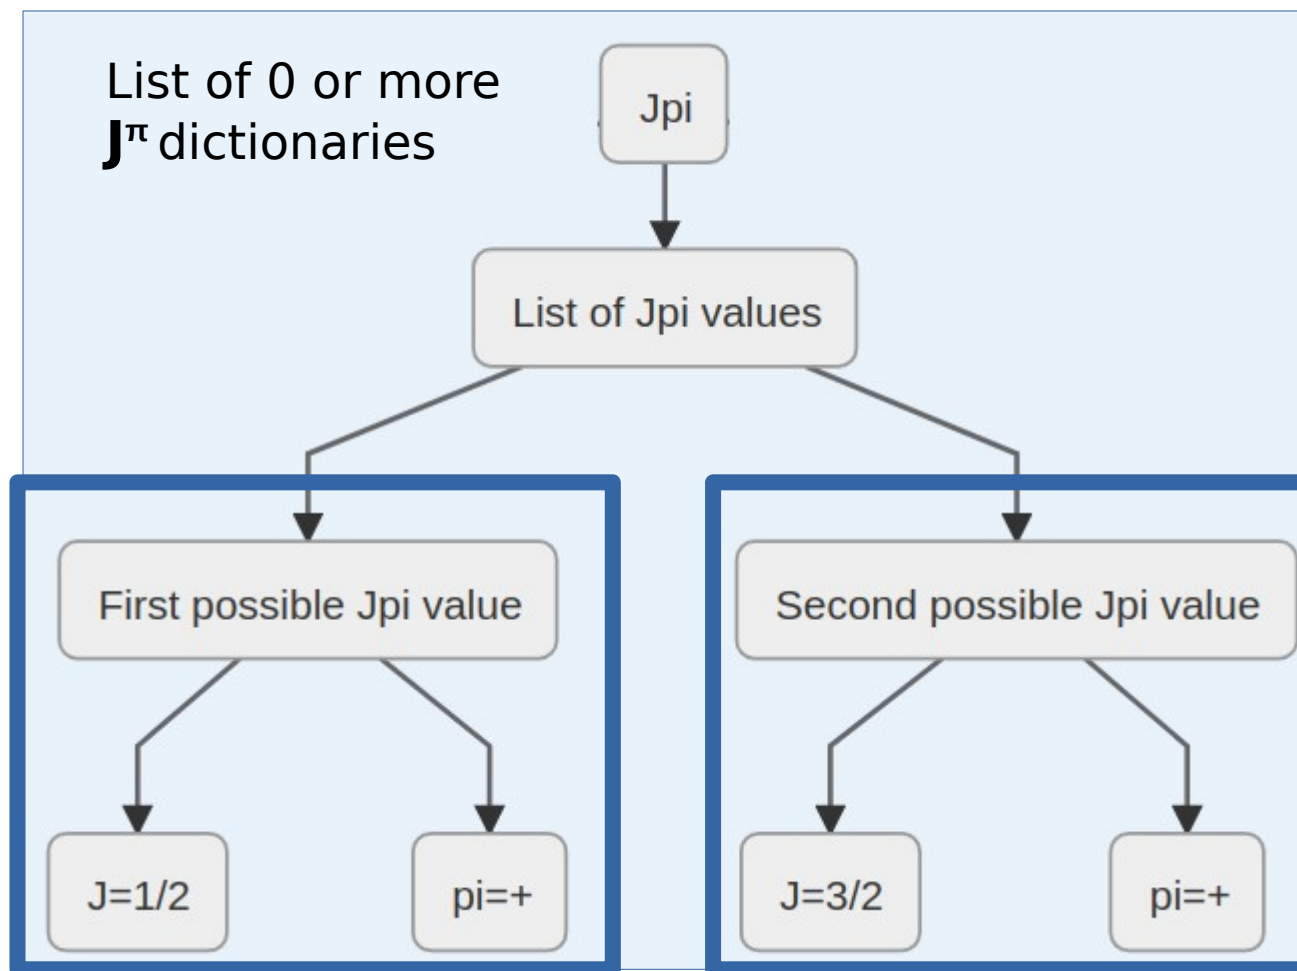 List of 0 or more
J^π dictionaries
Jpi
List of Jpi values
First possible Jpi value
Second possible Jpi value
J=1/2
pi=+
J=3/2
pi=+